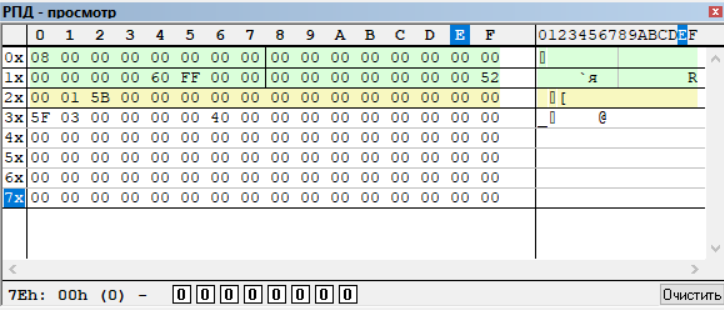 РПД - просмотр
0 1 2 3 4 5 6 7 8 9 A B C D E F 0123456789ABCDEF
0x 08 00 00 00 00 00 00 00 00 00 00 00 00 00 00 00
1x 00 00 00 00 60 FF 00 00 00 00 00 00 00 00 00 52 `я R
2x 00 01 5B 00 00 00 00 00 00 00 00 00 00 00 00 00 [
3x 5F 03 00 00 00 00 40 00 00 00 00 00 00 00 00 00 _ @
4x 00 00 00 00 00 00 00 00 00 00 00 00 00 00 00 00
5x 00 00 00 00 00 00 00 00 00 00 00 00 00 00 00 00
6x 00 00 00 00 00 00 00 00 00 00 00 00 00 00 00 00
7x 00 00 00 00 00 00 00 00 00 00 00 00 00 00 00 00
7Eh: 00h (0) - 0 0 0 0 0 0 0 0 Очистить